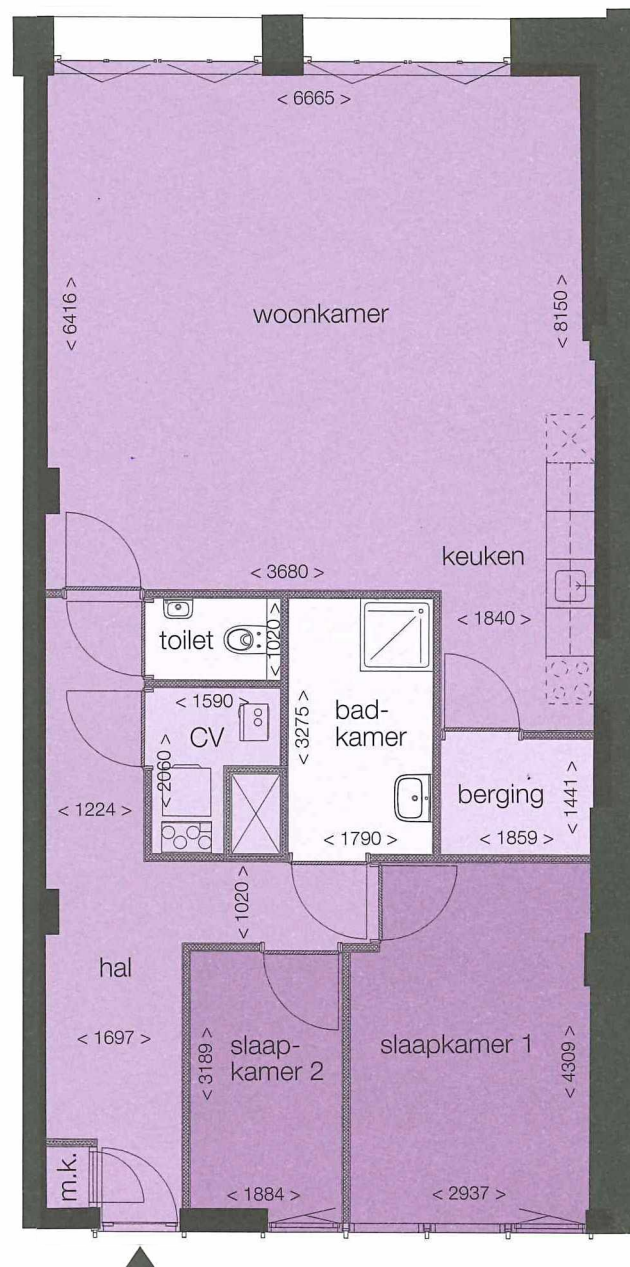 < 6665 >
< 6416 >
woonkamer
< 8150 >
keuken
< 3680 >
< 1840 >
toilet
< 1020 >
< 1590 >
CV
< 2060 >
< 3275 >
bad-
kamer
< 1224 >
< 1790 >
berging
< 1441 >
< 1859 >
< 1020 >
hal
< 1697 >
< 3189 >
slaap-
kamer 2
slaapkamer 1
< 4309 >
m.k.
< 1884 >
< 2937 >